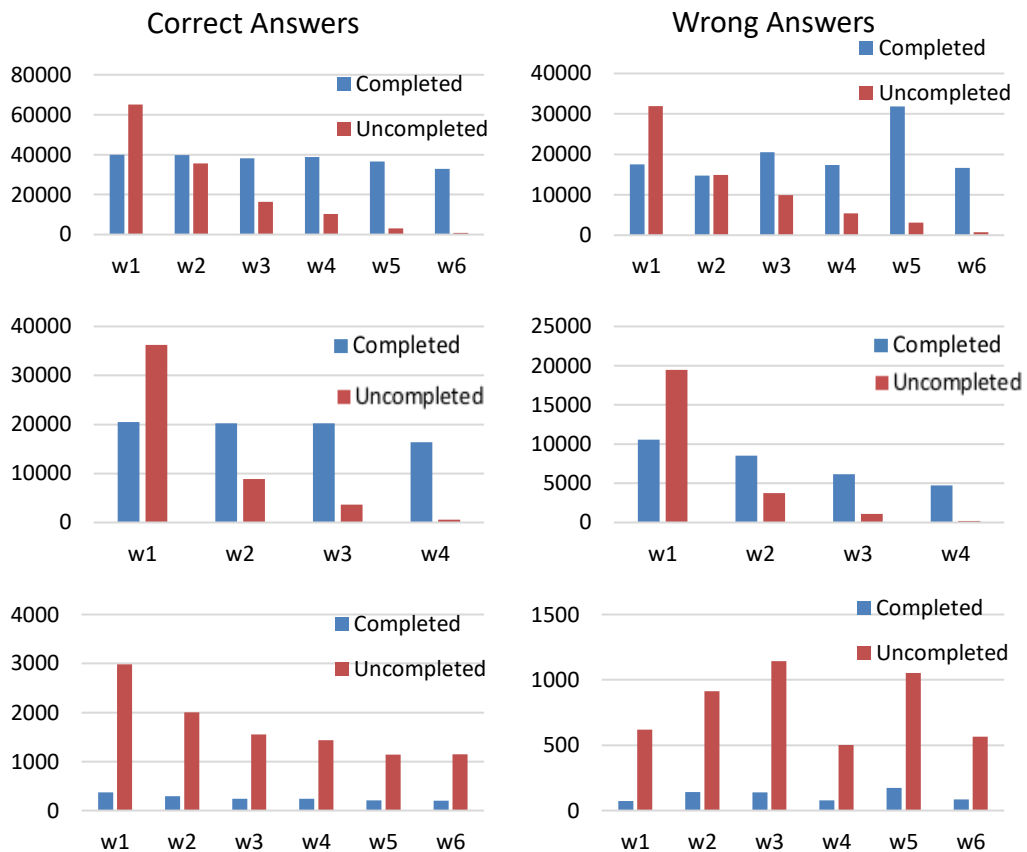 Correct Answers
80000
60000
40000
20000
0
Completed
Uncompleted
w1 w2 w3 w4 w5 w6
Wrong Answers
40000
30000
20000
10000
0
Completed
Uncompleted
w1 w2 w3 w4 w5 w6
40000
30000
20000
10000
0
Completed
Uncompleted
w1 w2 w3 w4
25000
20000
15000
10000
5000
0
Completed
Uncompleted
w1 w2 w3 w4
4000
3000
2000
1000
0
Completed
Uncompleted
w1 w2 w3 w4 w5 w6
1500
1000
500
0
Completed
Uncompleted
w1 w2 w3 w4 w5 w6